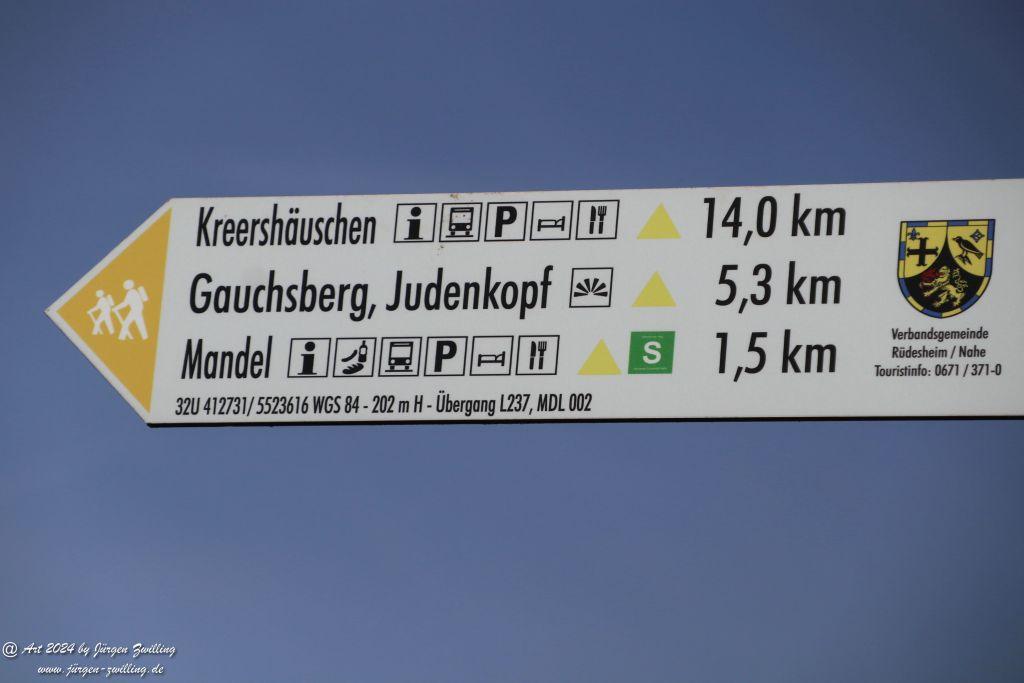 Kreershäuschen i P 14,0 km
Gauchsberg, Judenkopf 5,3 km
Mandel i P S 1,5 km
32U 412731/ 5523616 WGS 84 - 202 m H - Übergang L237, MDL 002
Verbandsgemeinde
Rüdesheim / Nahe
Touristinfo: 0671 / 371-0
@ Art 2024 by Jürgen Zwilling
www.jürgen-zwilling.de